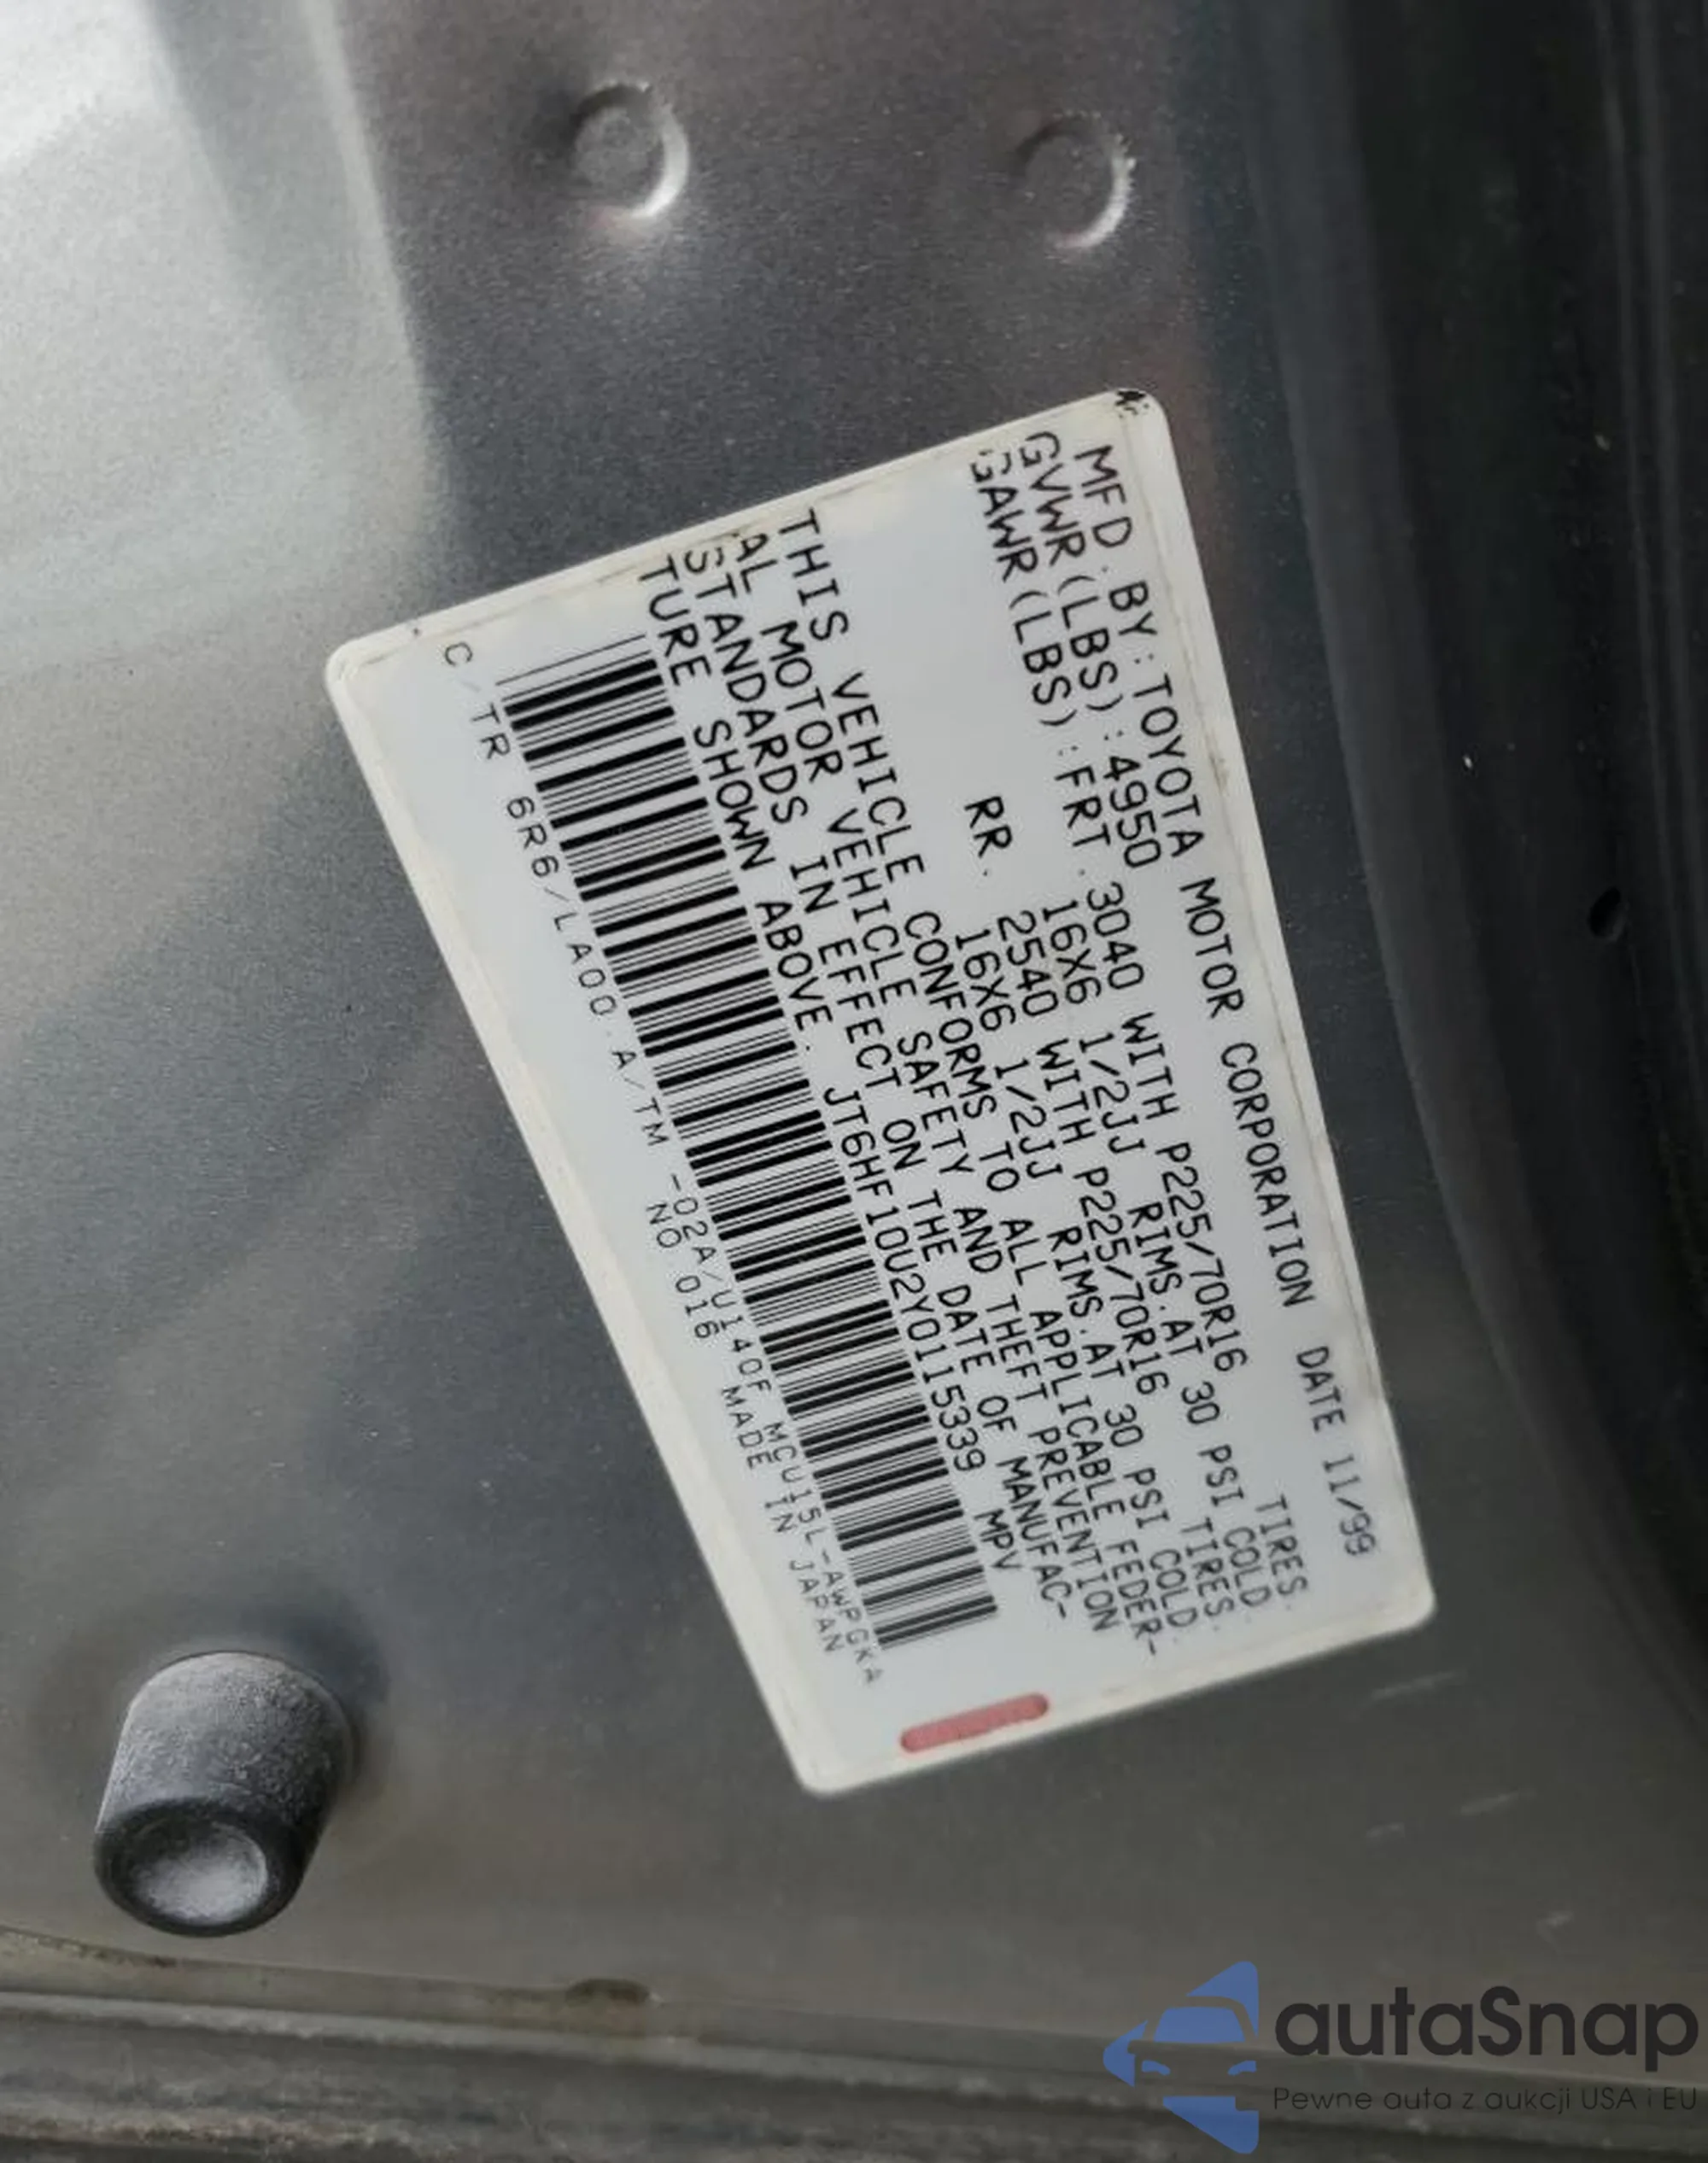 MFD. BY: TOYOTA MOTOR CORPORATION DATE 11/99
GVWR(LBS):4950 TIRES.
GAWR(LBS):FRT.3040 WITH P225/70R16
16X6 1/2JJ RIMS.AT 30 PSI COLD
RR. 2540 WITH P225/70R16 TIRES.
16X6 1/2JJ RIMS.AT 30 PSI COLD.
THIS VEHICLE CONFORMS TO ALL APPLICABLE FEDER-
AL MOTOR VEHICLE SAFETY AND THEFT PREVENTION
STANDARDS IN EFFECT ON THE DATE OF MANUFAC-
TURE SHOWN ABOVE. JT6HF10U2Y0115339 MPV
C/TR 6R6/LA00.A/TM -02A/U140F MCU15L-AWPGKA
NO 016 MADE IN JAPAN
autaSnap
Pewne auta z aukcji USA i EU